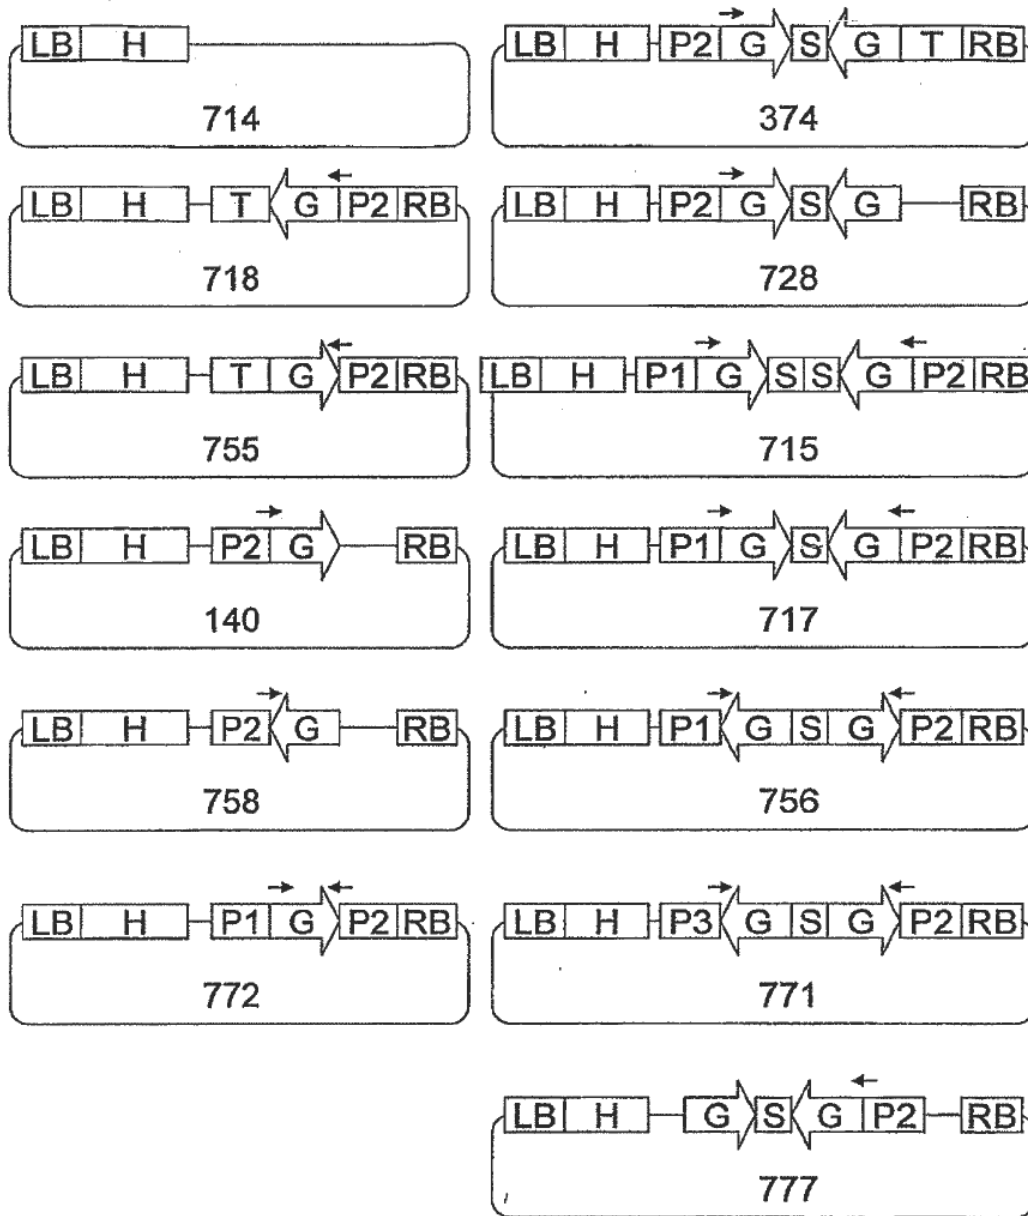 LB H
714
LB H P2 G S G T RB
374
LB H T G P2 RB
718
LB H P2 G S G RB
728
LB H T G P2 RB
755
LB H P1 G S S G P2 RB
715
LB H P2 G RB
140
LB H P1 G S G P2 RB
717
LB H P2 G RB
758
LB H P1 G S G P2 RB
756
LB H P1 G P2 RB
772
LB H P3 G S G P2 RB
771
LB H G S G P2 RB
777